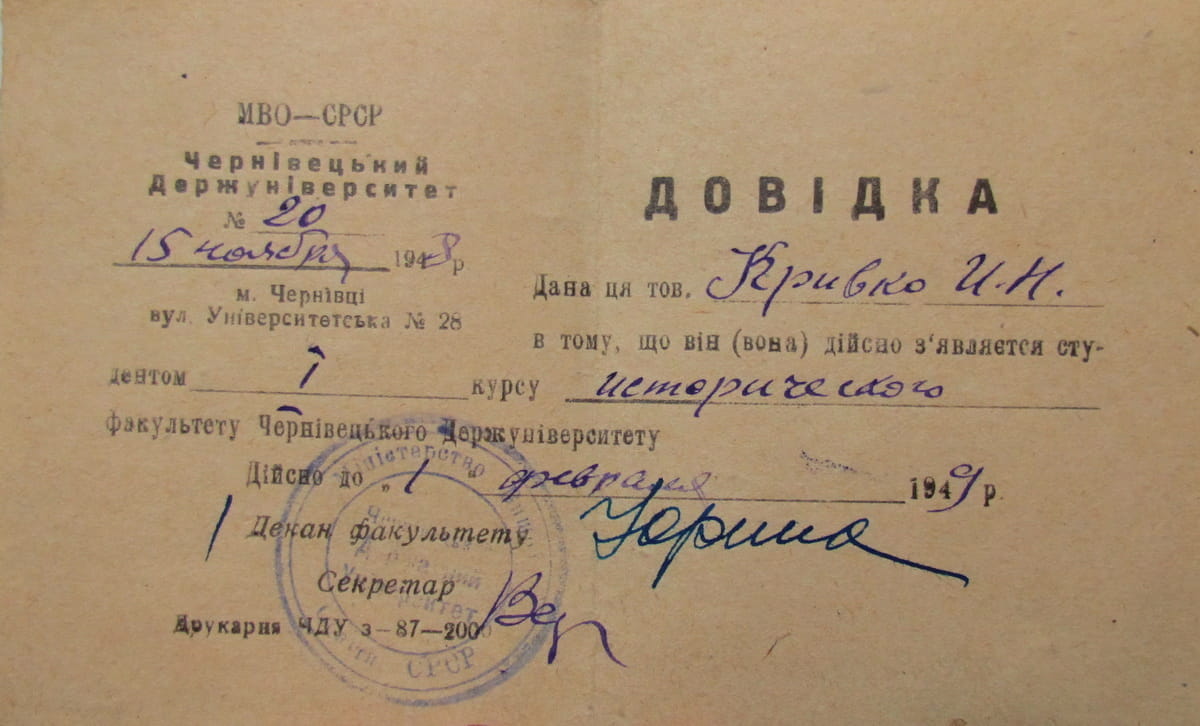 МВО—СРСР
Чернівецький
Держуніверситет
№ 20
15 ноября 1948 р
м. Чернівці
вул. Університетська № 28
ДОВІДКА
Дана ця тов. Кривко И.Н.
в тому, що він (вона) дійсно з'являєтся сту-
дентом I курсу исторического
факультету Чернівецького Держуніверситету
Дійсно до „ 1 “ февраля 1949 р.
Декан факультету
Секретар
Друкарня ЧДУ з—87—2000
Міністерство
СРСР